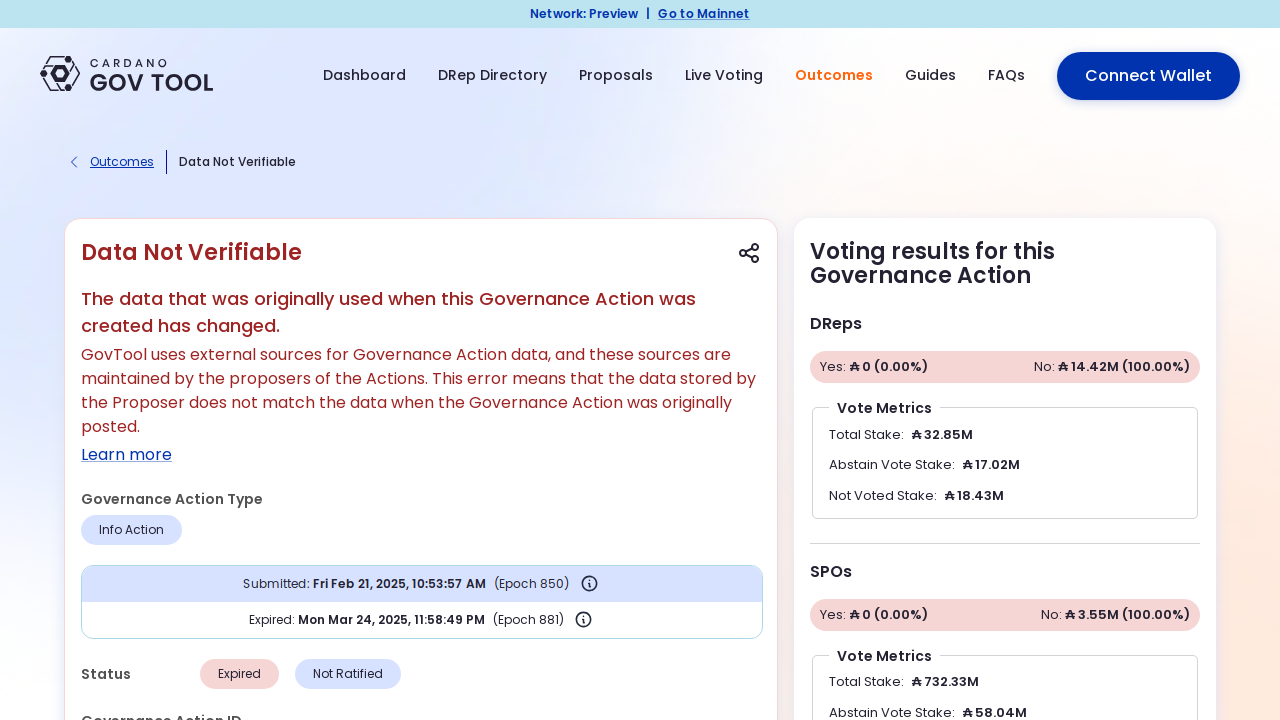 Network: Preview | Go to Mainnet
CARDANO
GOV TOOL
Dashboard
DRep Directory
Proposals
Live Voting
Outcomes
Guides
FAQs
Connect Wallet
Outcomes
Data Not Verifiable
Data Not Verifiable
The data that was originally used when this Governance Action was
created has changed.
GovTool uses external sources for Governance Action data, and these sources are
maintained by the proposers of the Actions. This error means that the data stored by
the Proposer does not match the data when the Governance Action was originally
posted.
Learn more
Governance Action Type
Info Action
Submitted: Fri Feb 21, 2025, 10:53:57 AM (Epoch 850)
Expired: Mon Mar 24, 2025, 11:58:49 PM (Epoch 881)
Status
Expired
Not Ratified
Governance Action ID
Voting results for this
Governance Action
DReps
Yes: ₳ 0 (0.00%)
No: ₳ 14.42M (100.00%)
Vote Metrics
Total Stake: ₳ 32.85M
Abstain Vote Stake: ₳ 17.02M
Not Voted Stake: ₳ 18.43M
SPOs
Yes: ₳ 0 (0.00%)
No: ₳ 3.55M (100.00%)
Vote Metrics
Total Stake: ₳ 732.33M
Abstain Vote Stake: ₳ 58.04M